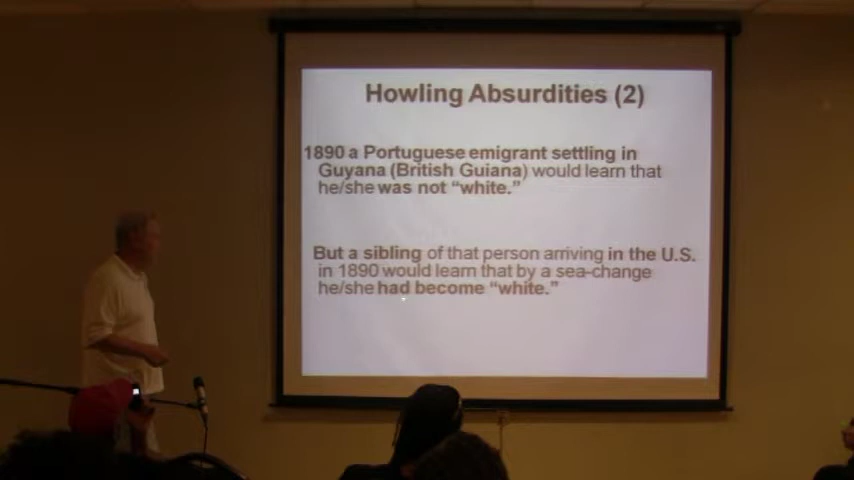 Howling Absurdities (2)
1890 a Portuguese emigrant settling in
Guyana (British Guiana) would learn that
he/she was not “white.”
But a sibling of that person arriving in the U.S.
in 1890 would learn that by a sea-change
he/she had become “white.”